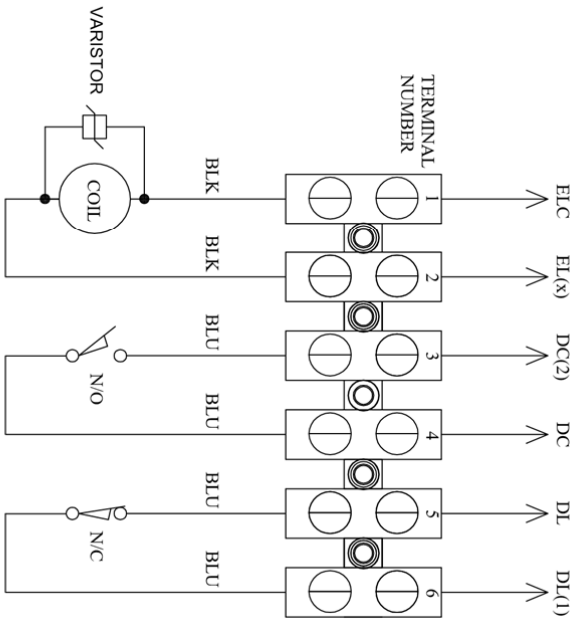 VARISTOR
COIL
TERMINAL
NUMBER
BLK
1
ELC
BLK
2
EL(x)
N/O
BLU
3
DC(2)
BLU
4
DC
N/C
BLU
5
DL
BLU
6
DL(1)